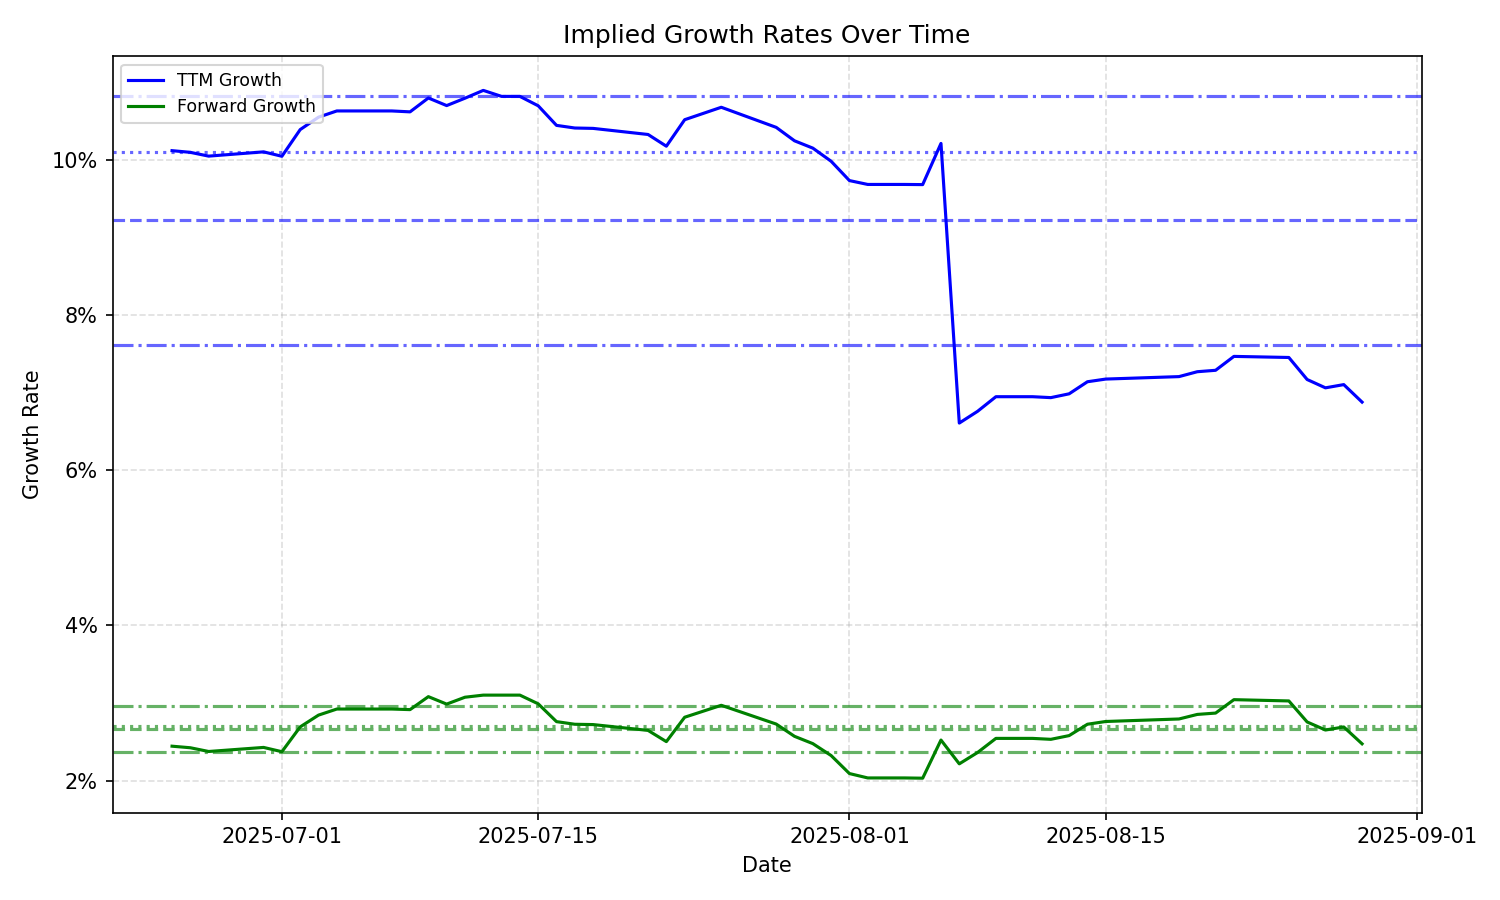 Implied Growth Rates Over Time
TTM Growth
Forward Growth
10%
8%
6%
4%
2%
Growth Rate
2025-07-01
2025-07-15
2025-08-01
2025-08-15
2025-09-01
Date